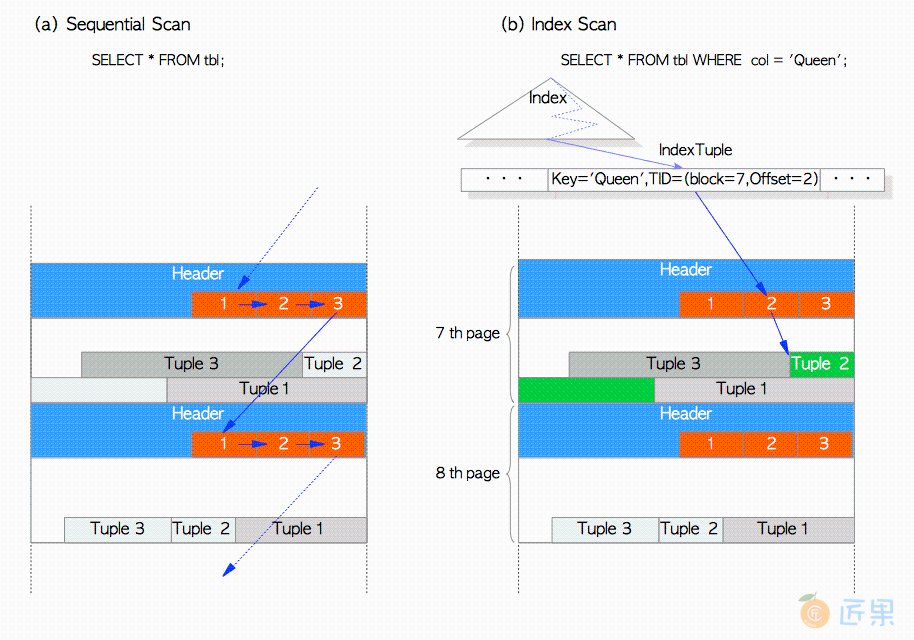 (a) Sequential Scan
SELECT * FROM tbl;
Header
1 2 3
Tuple 3 Tuple 2
Tuple 1
Header
1 2 3
Tuple 3 Tuple 2 Tuple 1
(b) Index Scan
SELECT * FROM tbl WHERE col = 'Queen';
Index
IndexTuple
· · · Key='Queen',TID=(block=7,Offset=2) · · ·
Header
1 2 3
7 th page
Tuple 3 Tuple 2
Tuple 1
Header
1 2 3
8 th page
Tuple 3 Tuple 2 Tuple 1
匠果